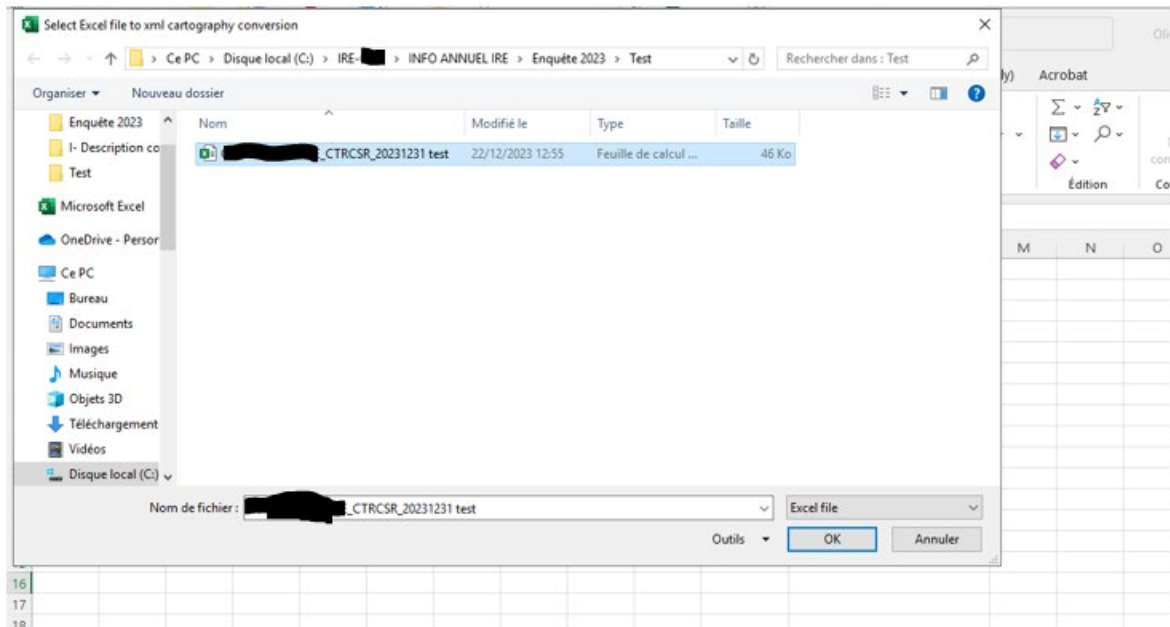 Select Excel file to xml cartography conversion
Ce PC > Disque local (C:) > IRE- > INFO ANNUEL IRE > Enquête 2023 > Test
Rechercher dans : Test
Organiser
Nouveau dossier
Acrobat
Enquête 2023
I- Description co
Test
Microsoft Excel
OneDrive - Person
Ce PC
Bureau
Documents
Images
Musique
Objets 3D
Téléchargement
Vidéos
Disque local (C:)
Nom
Modifié le
Type
Taille
_CTRCSR_20231231 test
22/12/2023 12:55
Feuille de calcul ...
46 Ko
Édition
Co
M
N
O
Nom de fichier :
_CTRCSR_20231231 test
Excel file
Outils
OK
Annuler
16
17
18